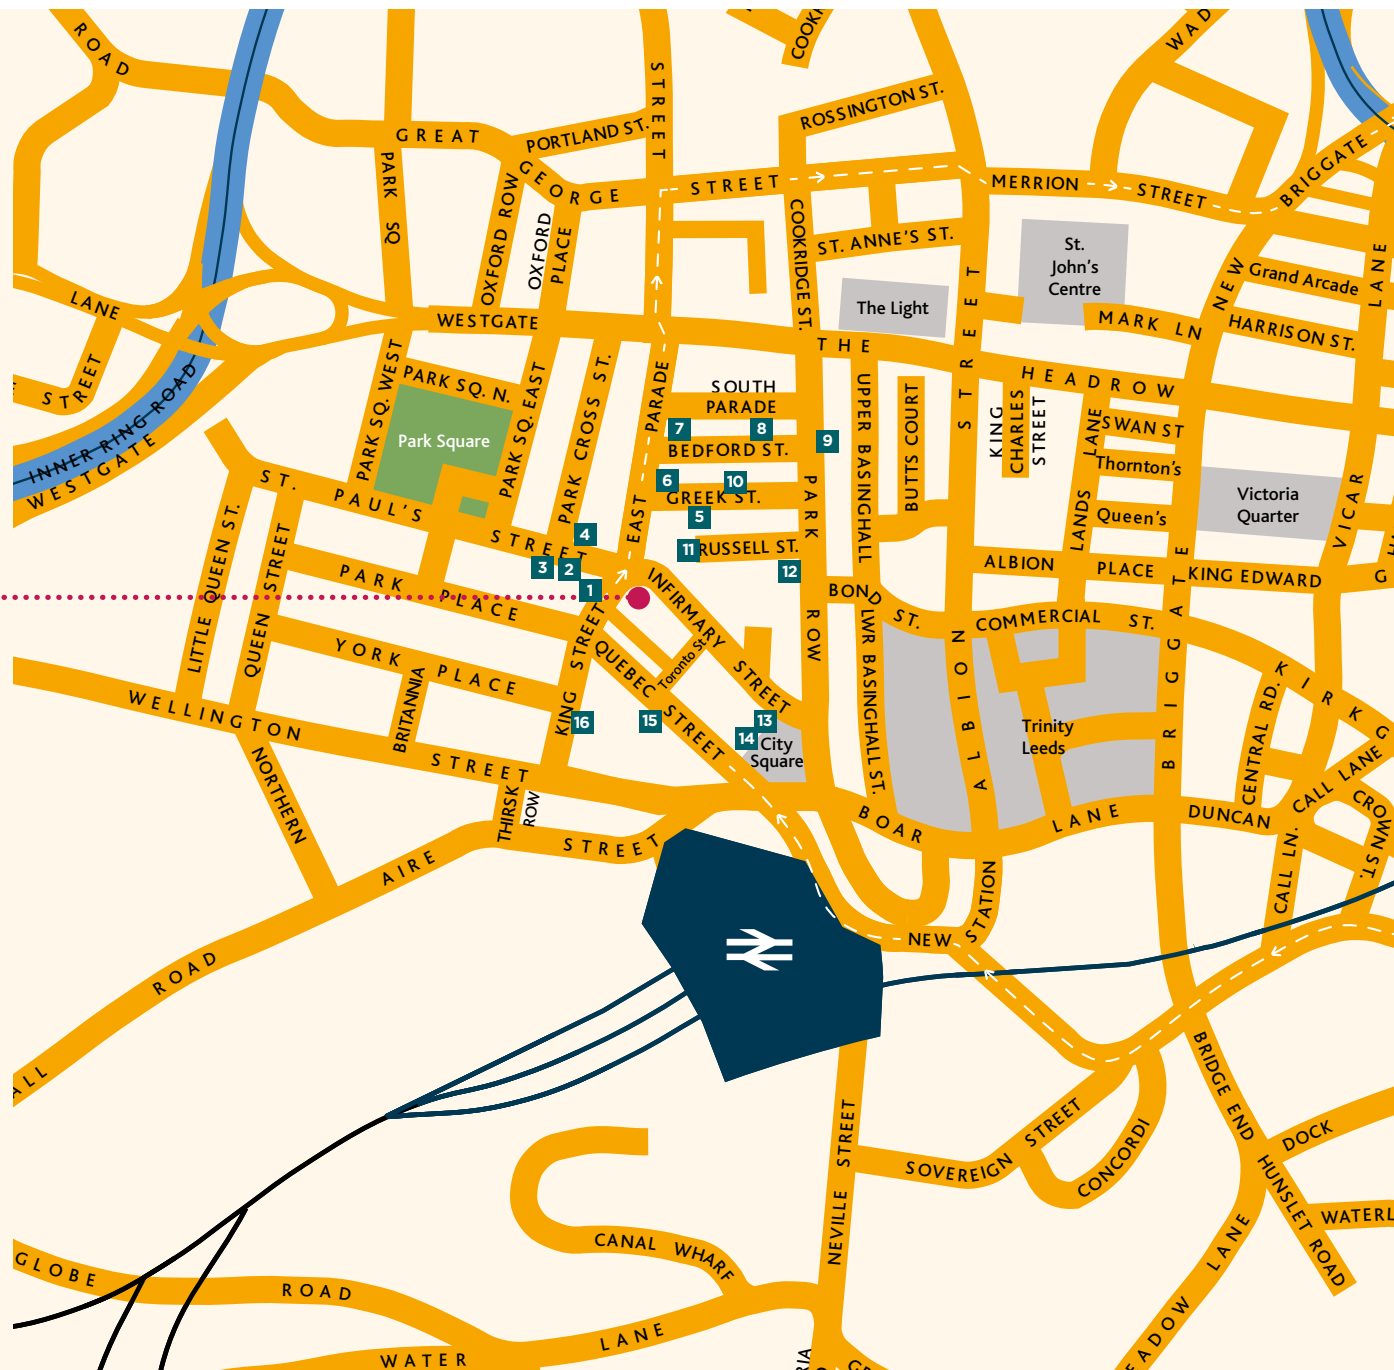 ROAD
COOK
WAD
STREET
ROSSINGTON ST.
GREAT
GEORGE
STREET
PORTLAND ST.
MERRION
STREET
NEW
BRIGGATE
PARK SQ
OXFORD ROW
OXFORD
PLACE
COOKRIDGE ST.
ST. ANNE'S ST.
St.
John's
Centre
The Light
LANE
Grand Arcade
HARRISON ST.
MARK LN
LANE
STREET
INNER RING ROAD
WESTGATE
WESTGATE
THE
HEADROW
PARK SQ. WEST
PARK SQ. N.
PARK SQ. EAST
Park Square
PARK CROSS ST.
EAST
PARADE
SOUTH
PARADE
7
8
9
BEDFORD ST.
6
10
GREEK ST.
5
11
RUSSELL ST.
12
UPPER BASINGHALL
BUTTS COURT
KING
CHARLES
STREET
LANDS
LANE
SWAN ST
Thornton's
Queen's
Victoria
Quarter
VICAR
ST.
PAUL'S
STREET
4
3
2
1
LITTLE QUEEN ST.
QUEEN STREET
PARK
PLACE
YORK
PLACE
BRITANNIA
KING STREET
16
QUEBEC
STREET
15
Toronto St.
INFIRMARY
STREET
13
14
City
Square
PARK
ROW
BOND
ST.
LWR BASINGHALL ST.
ALBION
STREET
ALBION
PLACE
KING EDWARD
G
COMMERCIAL
ST.
BRIGGATE
Trinity
Leeds
KIRKG
CENTRAL RD.
CALL LANE
CROWN ST.
CALL LN.
WELLINGTON
STREET
NORTHERN
THIRSK
ROW
AIRE
STREET
BOAR
LANE
DUNCAN
NEW
STATION
ROAD
ALL
BRIDGE END
DOCK
HUNSLET ROAD
WATERL
NEVILLE STREET
SOVEREIGN
STREET
CONCORDI
CANAL WHARF
GLOBE
ROAD
WATER
LANE
EADOW
LANE
RIA